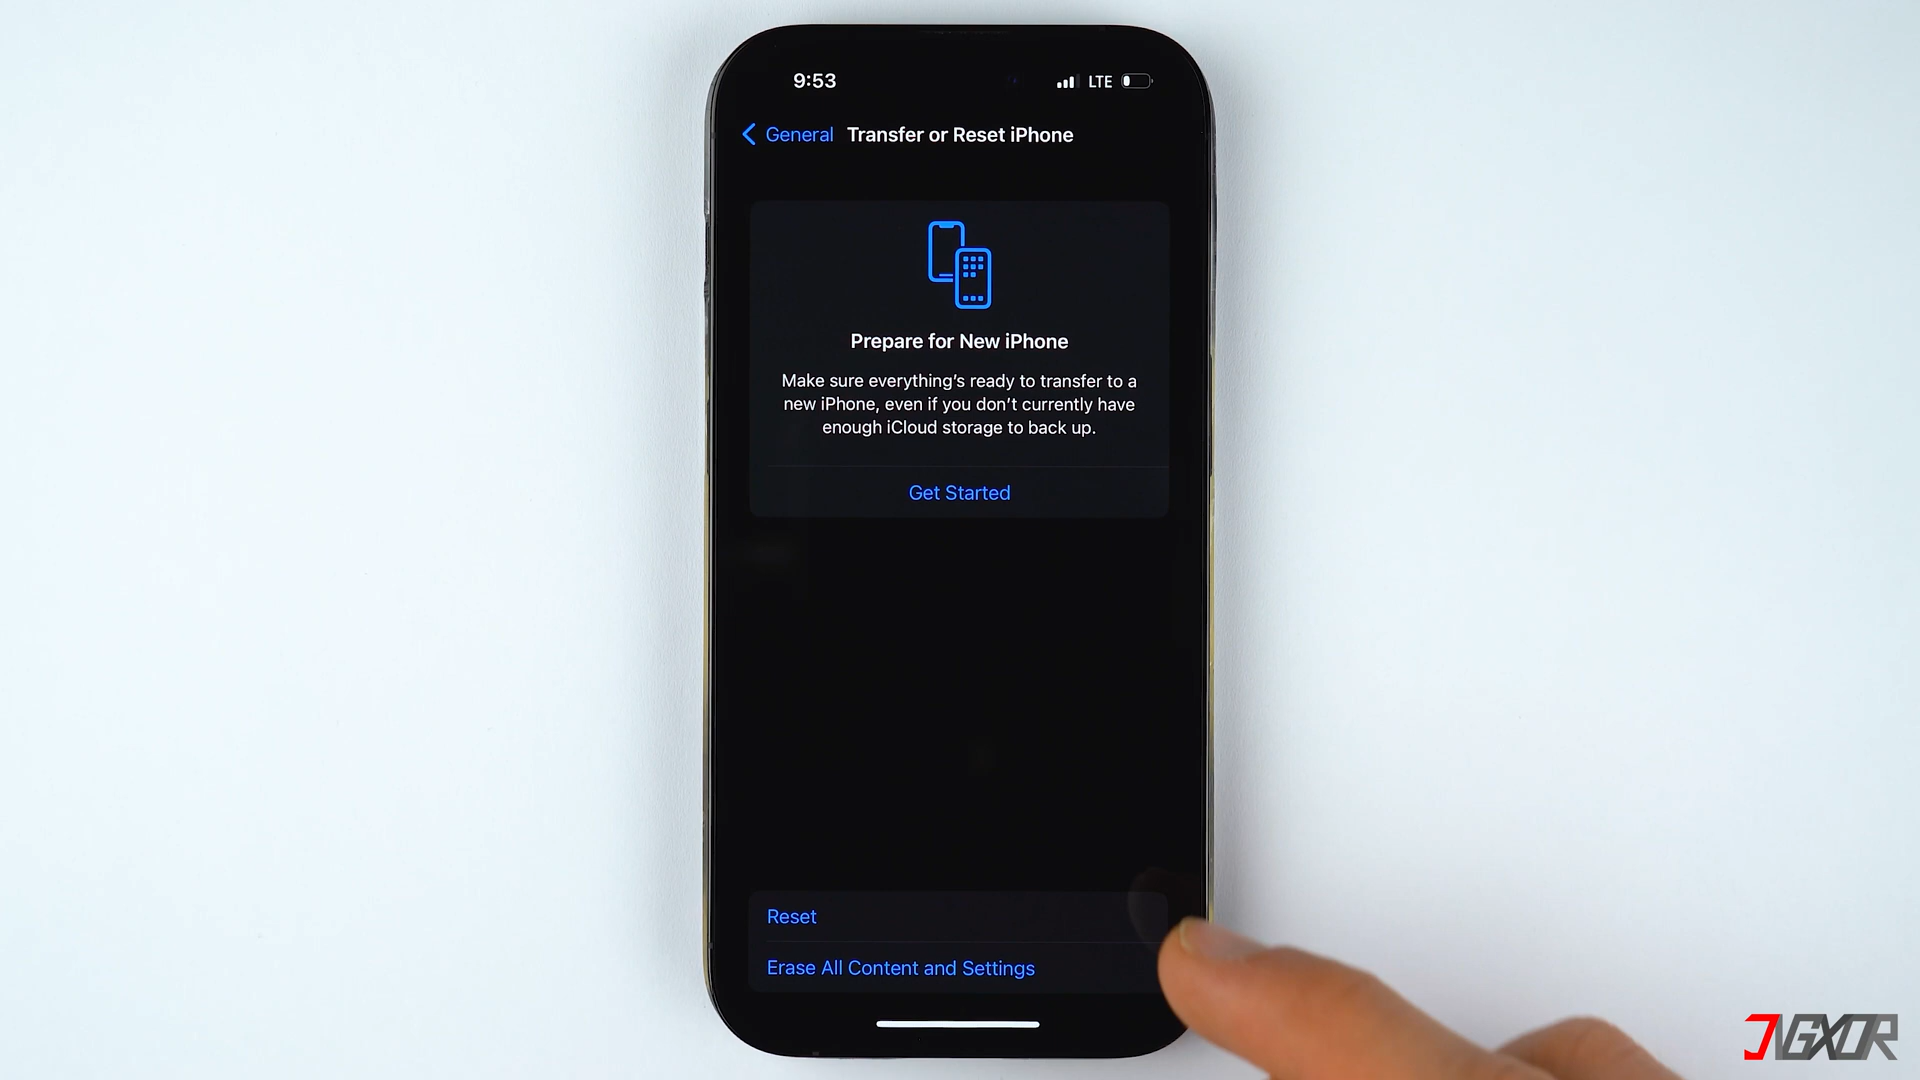 9:53
LTE
General
Transfer or Reset iPhone
Prepare for New iPhone
Make sure everything's ready to transfer to a
new iPhone, even if you don't currently have
enough iCloud storage to back up.
Get Started
Reset
Erase All Content and Settings
JVGXOR